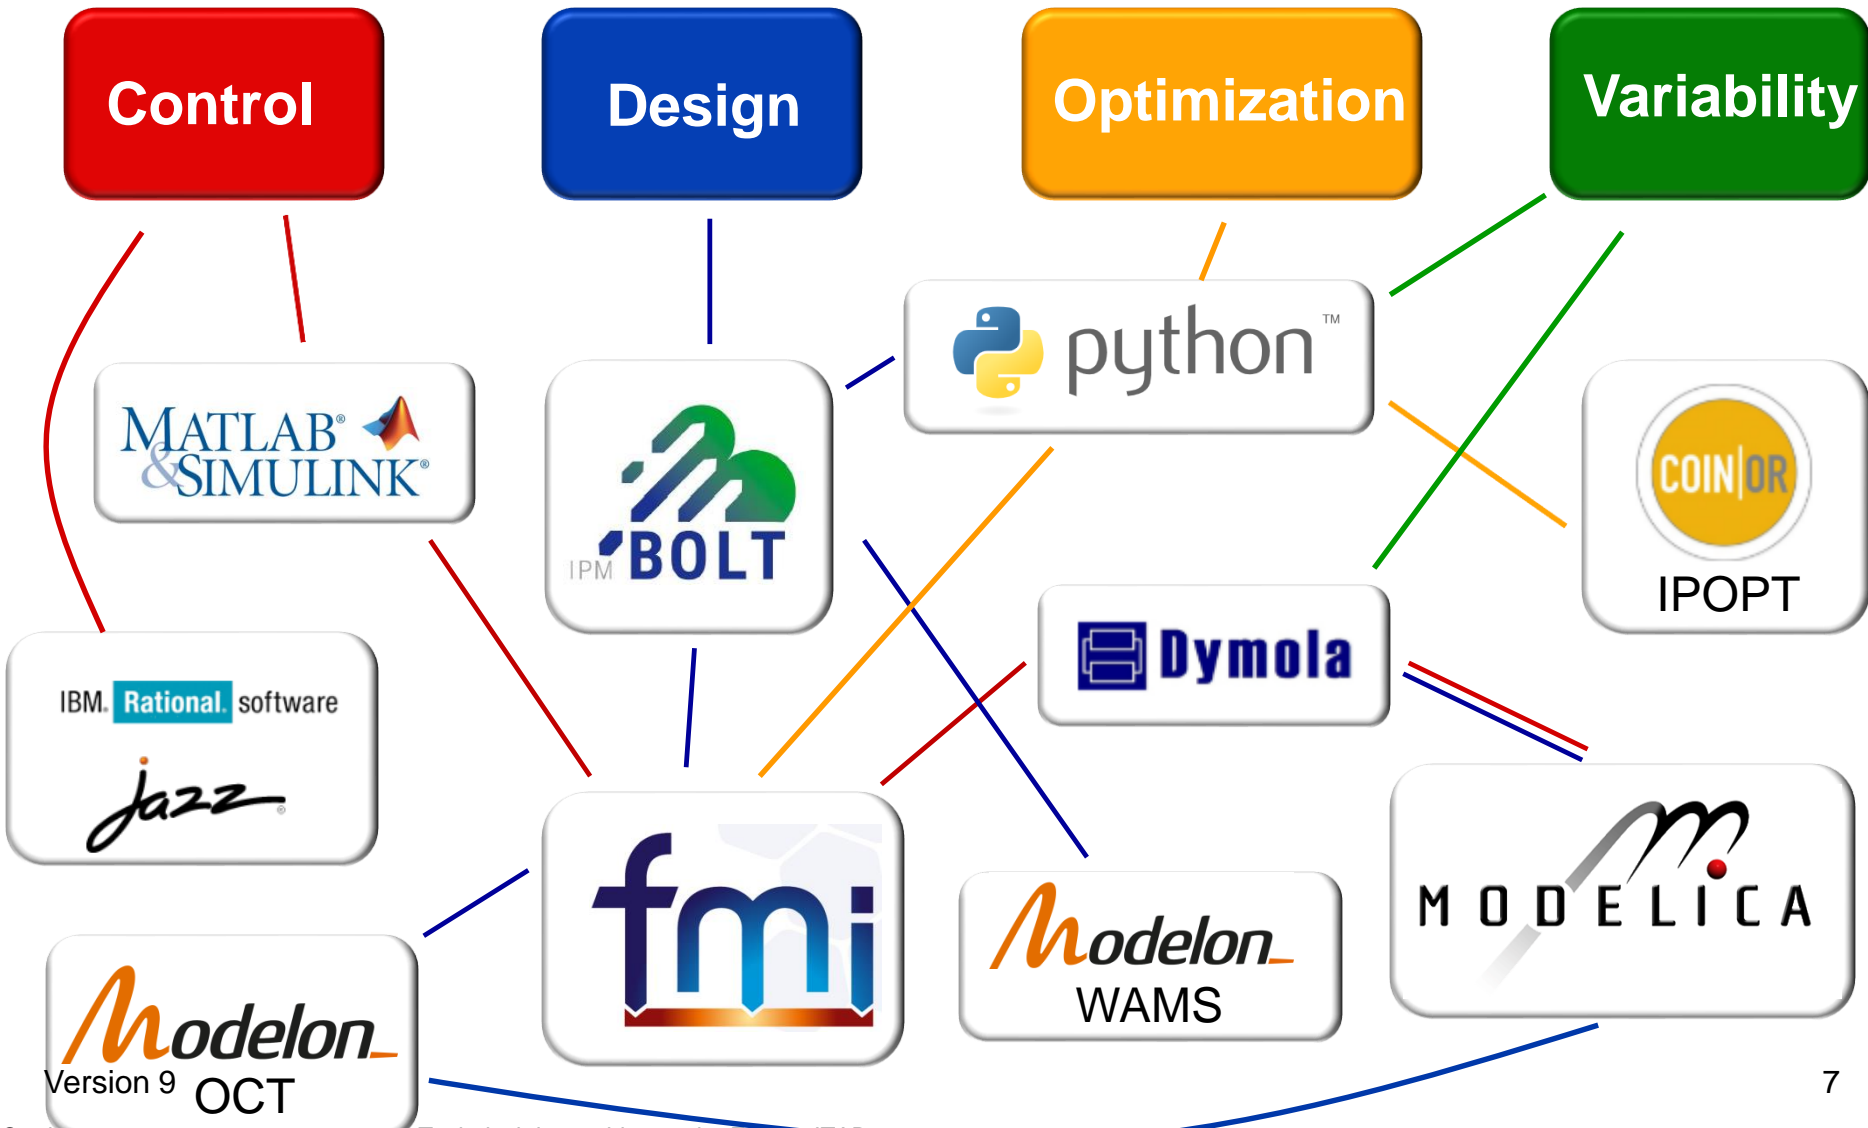 Control
Design
Optimization
Variability
python™
MATLAB®
&SIMULINK®
IPM BOLT
COIN|OR
IPOPT
Dymola
IBM. Rational. software
jazz®
fmi
MODELICA
Modelon
WAMS
Modelon
OCT
Version 9
7